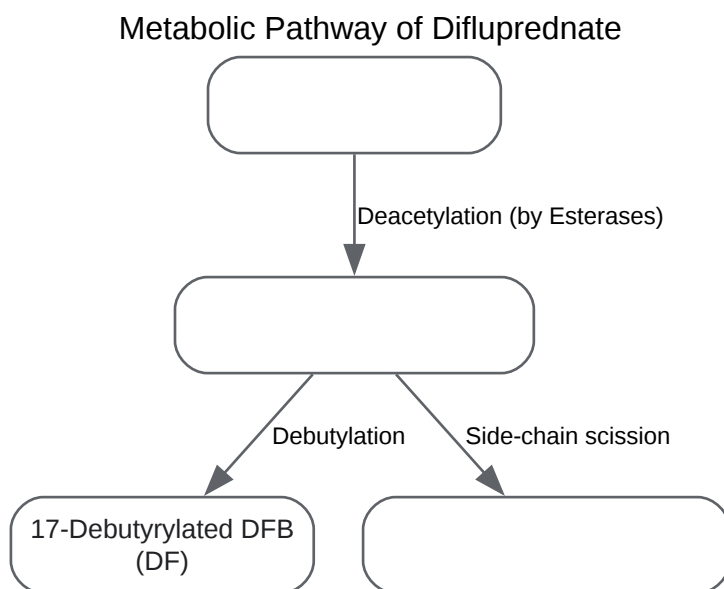 Metabolic Pathway of Difluprednate
Deacetylation (by Esterases)
Debutylation
Side-chain scission
17-Debutyrylated DFB
(DF)